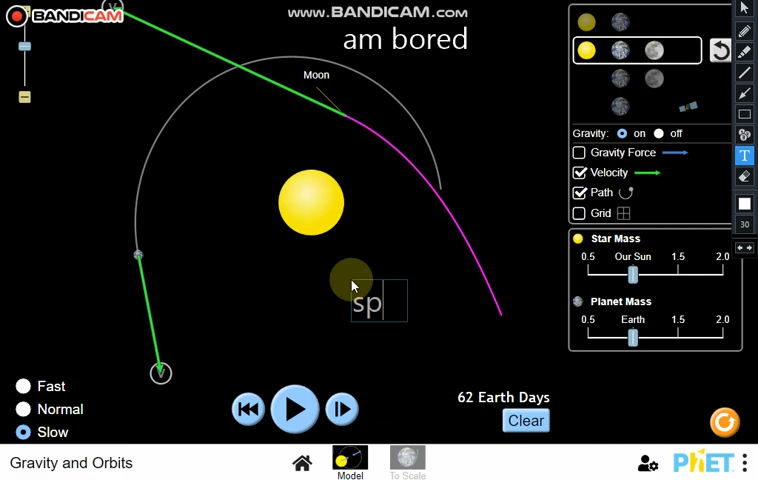 BANDICAM
www.BANDICAM.com
am bored
V
Moon
sp
V
Gravity:
on
off
Gravity Force
Velocity
Path
Grid
T
30
Star Mass
0.5
Our Sun
1.5
2.0
Planet Mass
0.5
Earth
1.5
2.0
Fast
Normal
Slow
62 Earth Days
Clear
Gravity and Orbits
Model
To Scale
PhET